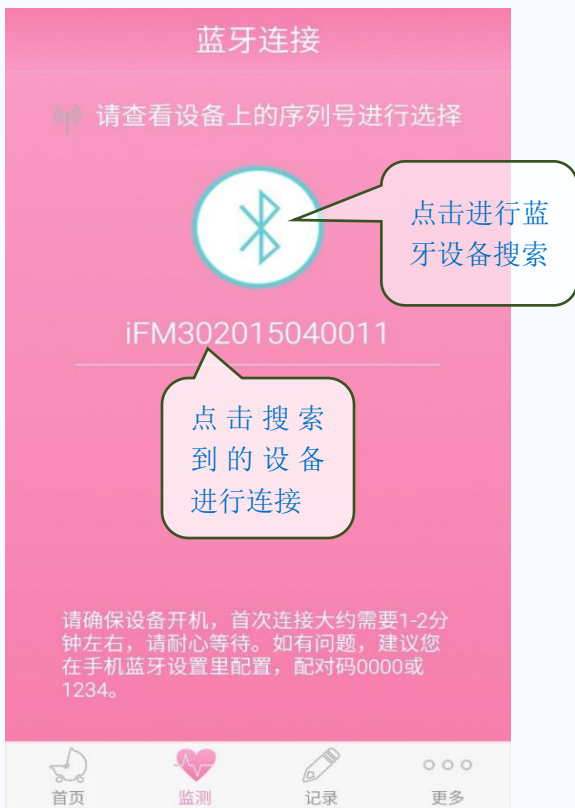 蓝牙连接
请查看设备上的序列号进行选择
点击进行蓝
牙设备搜索
iFM302015040011
点击搜索
到的设备
进行连接
请确保设备开机，首次连接大约需要1-2分
钟左右，请耐心等待。如有问题，建议您
在手机蓝牙设置里配置，配对码0000或
1234。
首页
监测
记录
更多